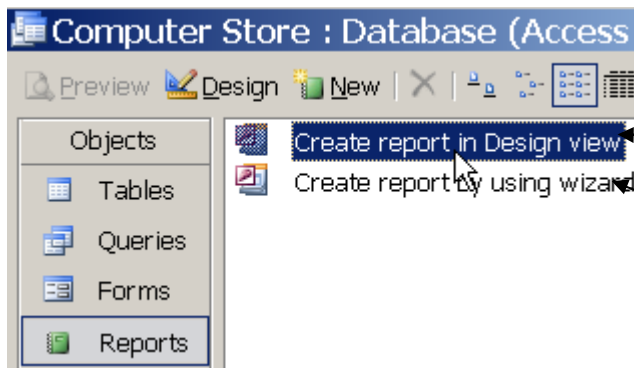 Computer Store : Database (Access
Preview Design New
Objects
Create report in Design view
Tables
Create report by using wizard
Queries
Forms
Reports